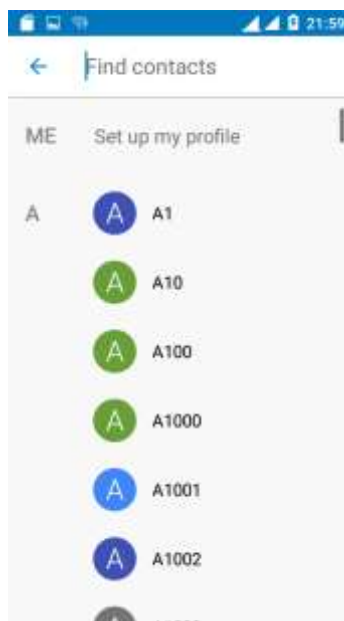 21:59
Find contacts
ME Set up my profile
A A A1
A A10
A A100
A A1000
A A1001
A A1002